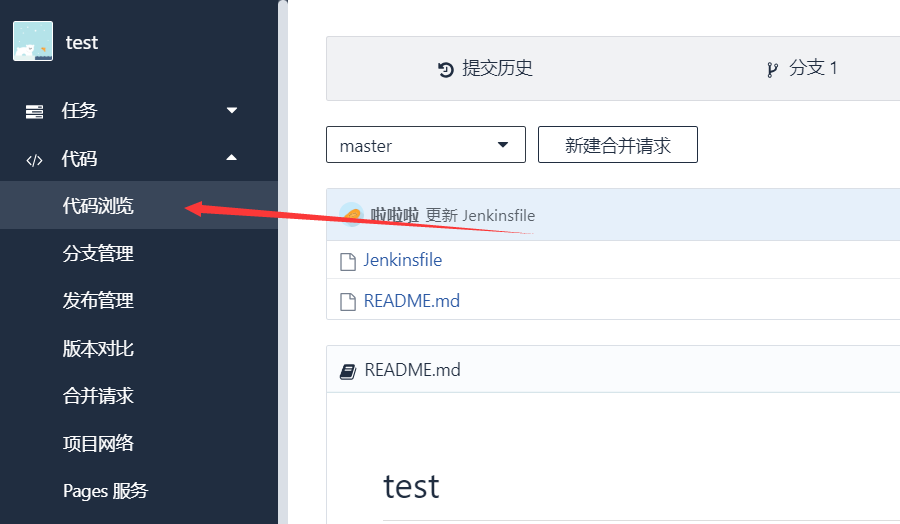 test
任务
代码
代码浏览
分支管理
发布管理
版本对比
合并请求
项目网络
Pages 服务
提交历史
分支 1
master
新建合并请求
啦啦啦 更新 Jenkinsfile
Jenkinsfile
README.md
README.md
test